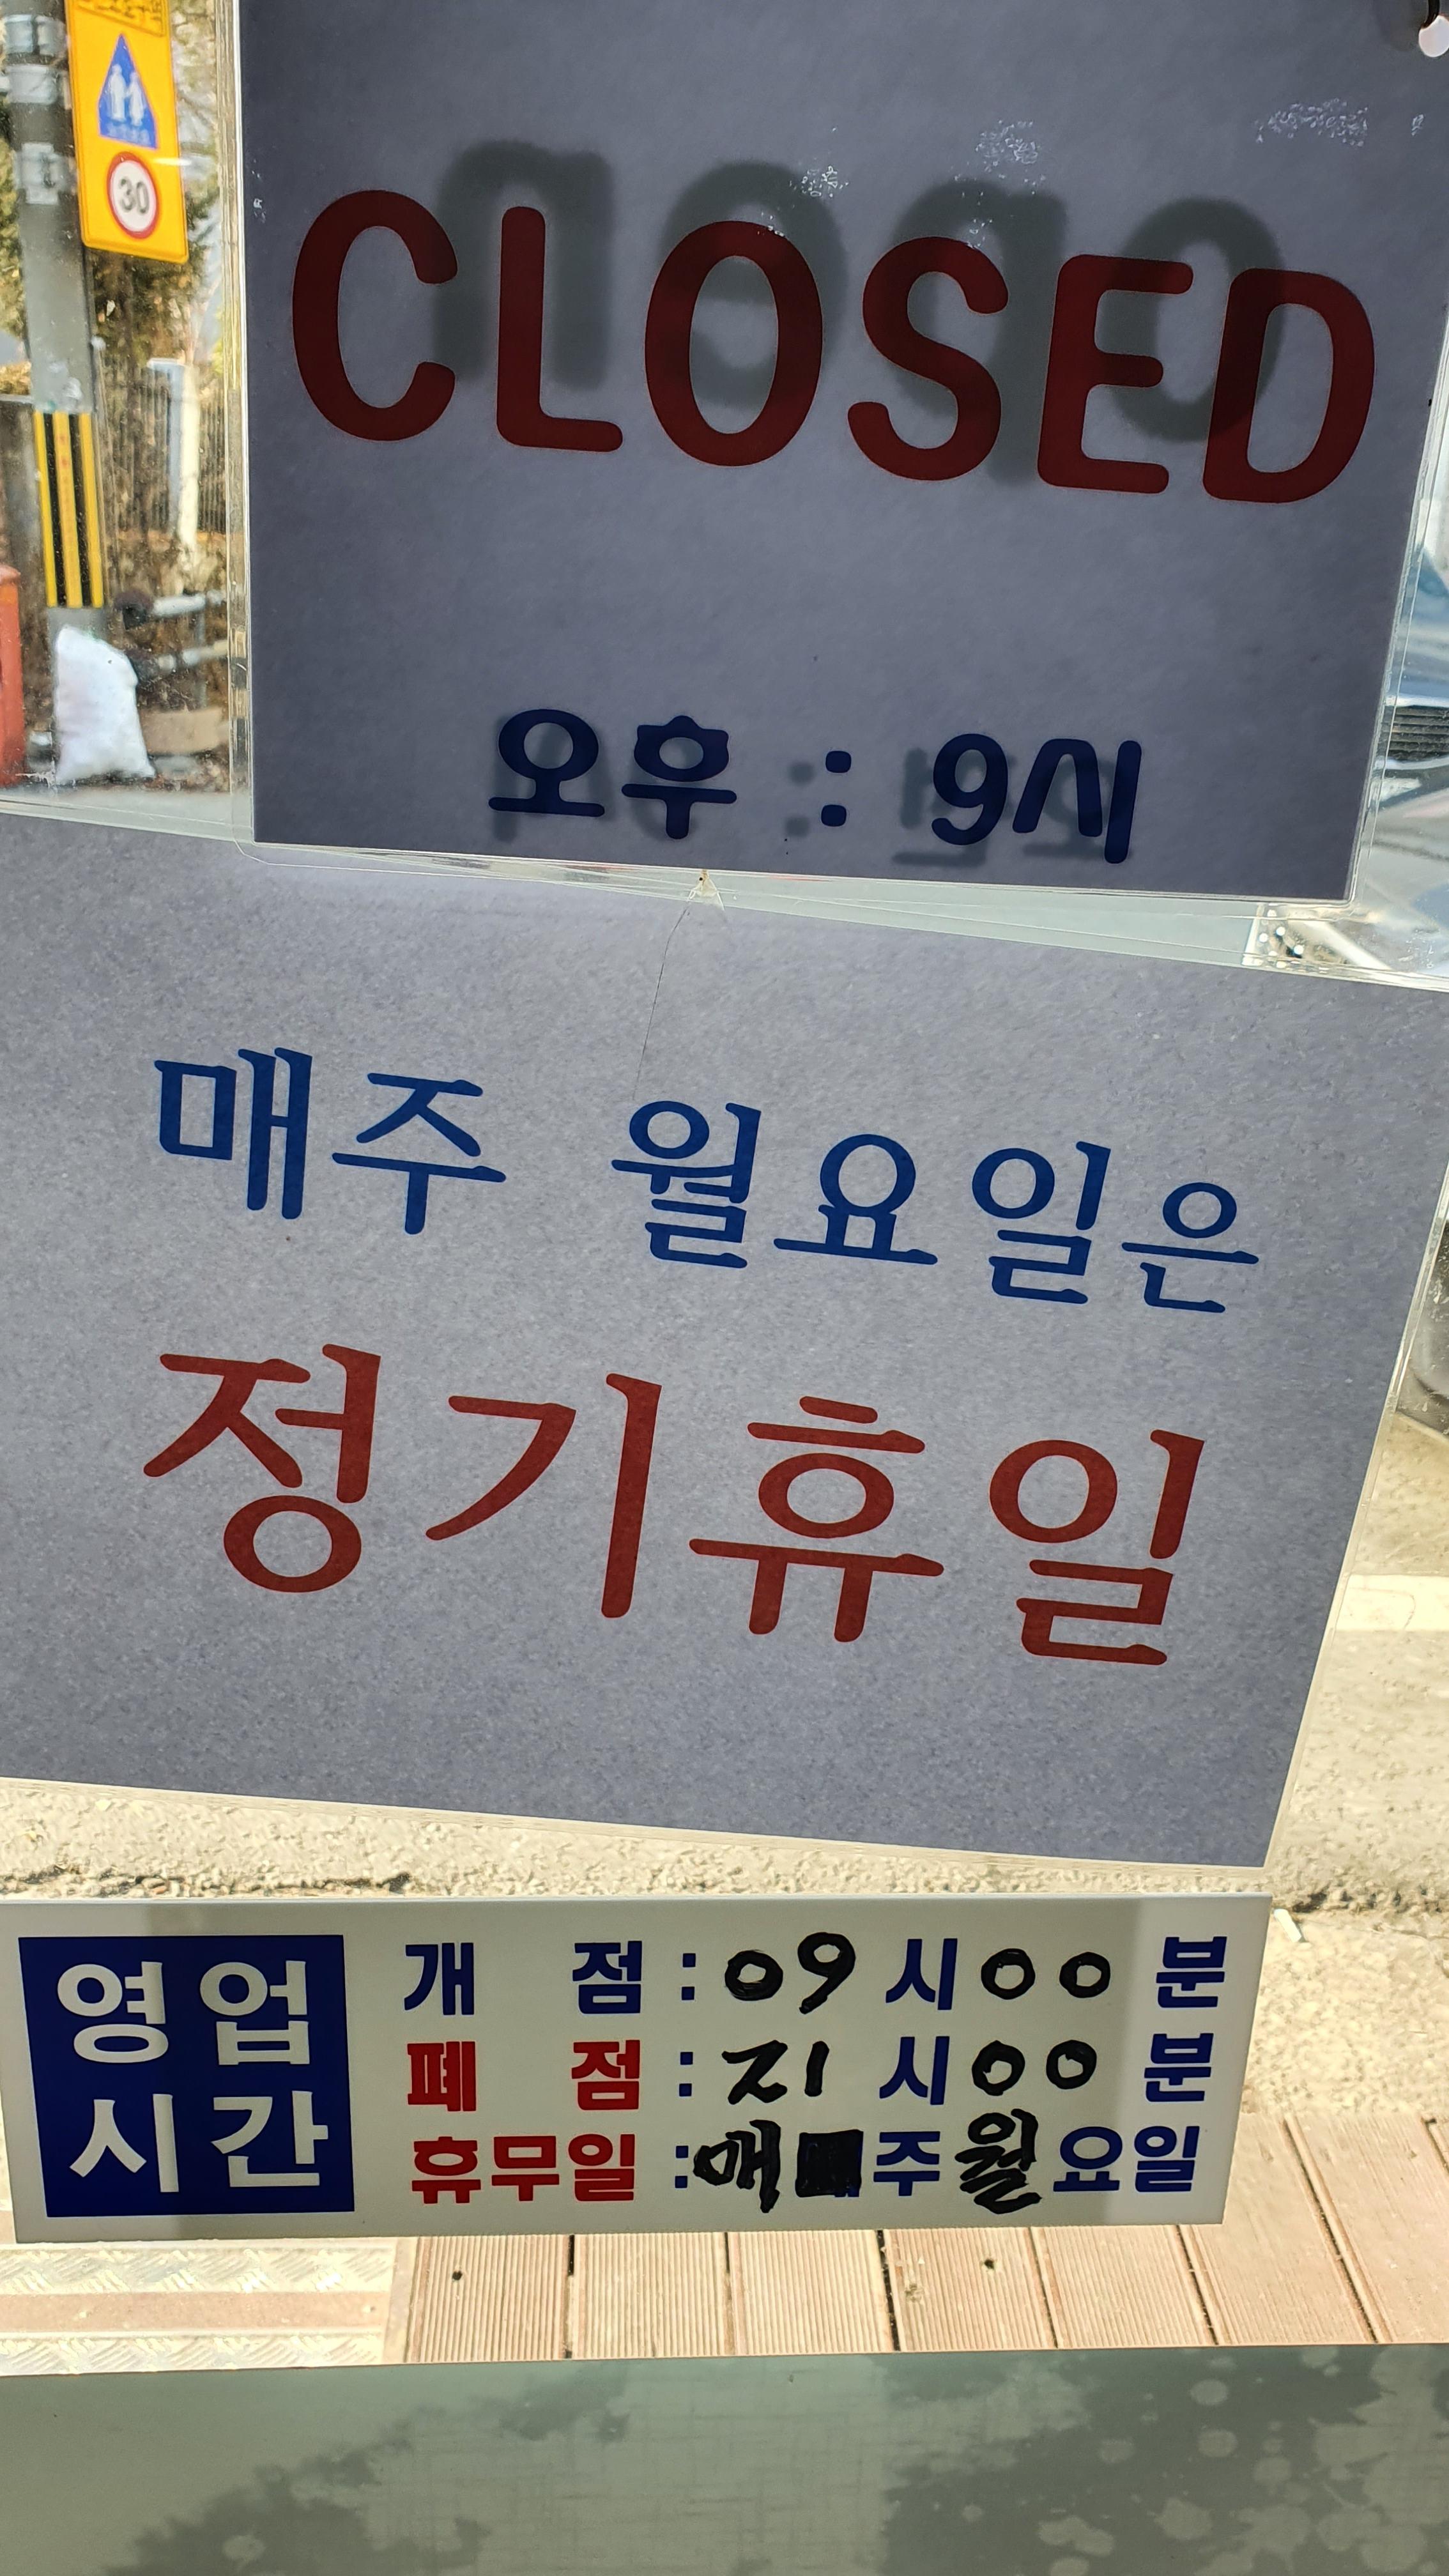 30
CLOSED
오후 : 9시
매주 월요일은
정기휴일
영업
시간
개 점 : 09 시 00 분
폐 점 : 21 시 00 분
휴무일 : 매 주 월 요일